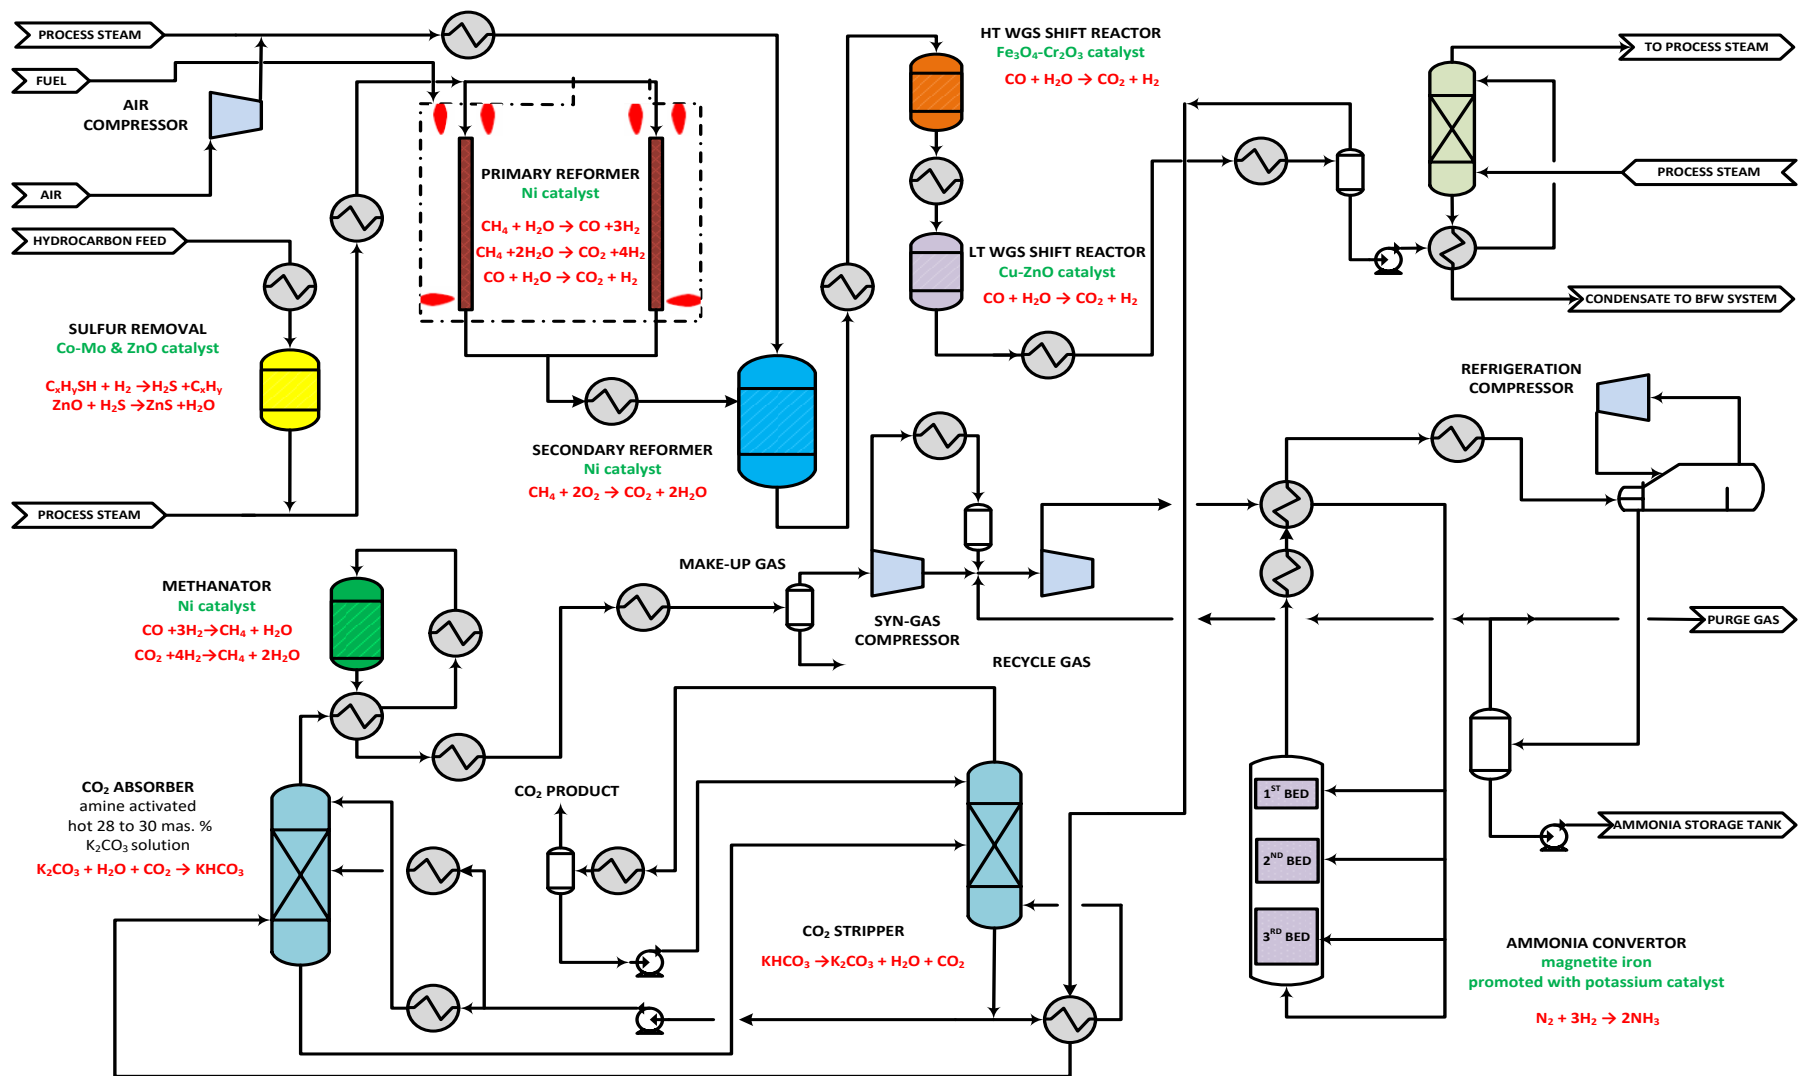 PROCESS STEAM
FUEL
AIR
COMPRESSOR
AIR
HYDROCARBON FEED
SULFUR REMOVAL
Co-Mo & ZnO catalyst
CₓHᵧSH + H₂ →H₂S +CₓHᵧ
ZnO + H₂S →ZnS +H₂O
PROCESS STEAM
PRIMARY REFORMER
Ni catalyst
CH₄ + H₂O → CO +3H₂
CH₄ +2H₂O → CO₂ +4H₂
CO + H₂O → CO₂ + H₂
SECONDARY REFORMER
Ni catalyst
CH₄ + 2O₂ → CO₂ + 2H₂O
HT WGS SHIFT REACTOR
Fe₃O₄-Cr₂O₃ catalyst
CO + H₂O → CO₂ + H₂
LT WGS SHIFT REACTOR
Cu-ZnO catalyst
CO + H₂O → CO₂ + H₂
TO PROCESS STEAM
PROCESS STEAM
CONDENSATE TO BFW SYSTEM
REFRIGERATION
COMPRESSOR
METHANATOR
Ni catalyst
CO +3H₂→CH₄ + H₂O
CO₂ +4H₂→CH₄ + 2H₂O
MAKE-UP GAS
SYN-GAS
COMPRESSOR
RECYCLE GAS
PURGE GAS
CO₂ ABSORBER
amine activated
hot 28 to 30 mas. %
K₂CO₃ solution
K₂CO₃ + H₂O + CO₂ → KHCO₃
CO₂ PRODUCT
CO₂ STRIPPER
KHCO₃ →K₂CO₃ + H₂O + CO₂
1ST BED
2ND BED
3RD BED
AMMONIA STORAGE TANK
AMMONIA CONVERTOR
magnetite iron
promoted with potassium catalyst
N₂ + 3H₂ → 2NH₃